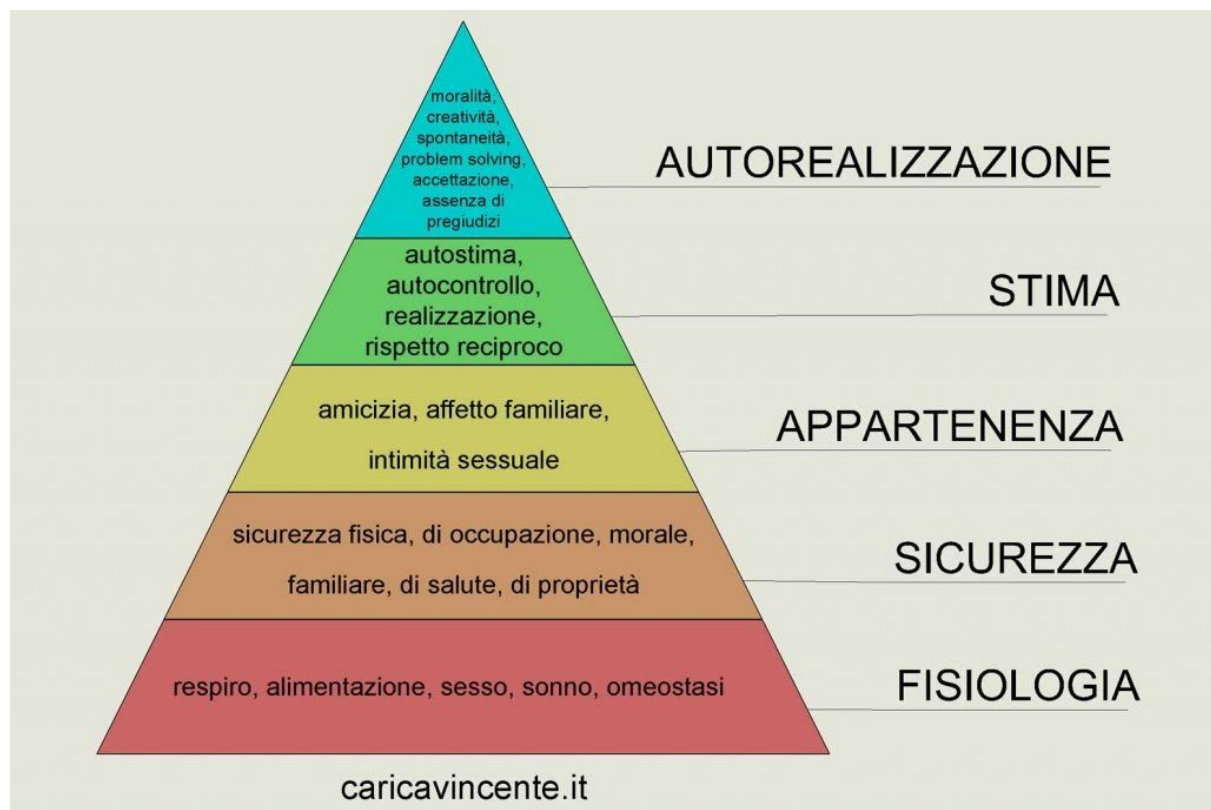 moralità,
creatività,
spontaneità,
problem solving,
accettazione,
assenza di
pregiudizi
AUTOREALIZZAZIONE
autostima,
autocontrollo,
realizzazione,
rispetto reciproco
STIMA
amicizia, affetto familiare,
intimità sessuale
APPARTENENZA
sicurezza fisica, di occupazione, morale,
familiare, di salute, di proprietà
SICUREZZA
respiro, alimentazione, sesso, sonno, omeostasi
FISIOLOGIA
caricavincente.it